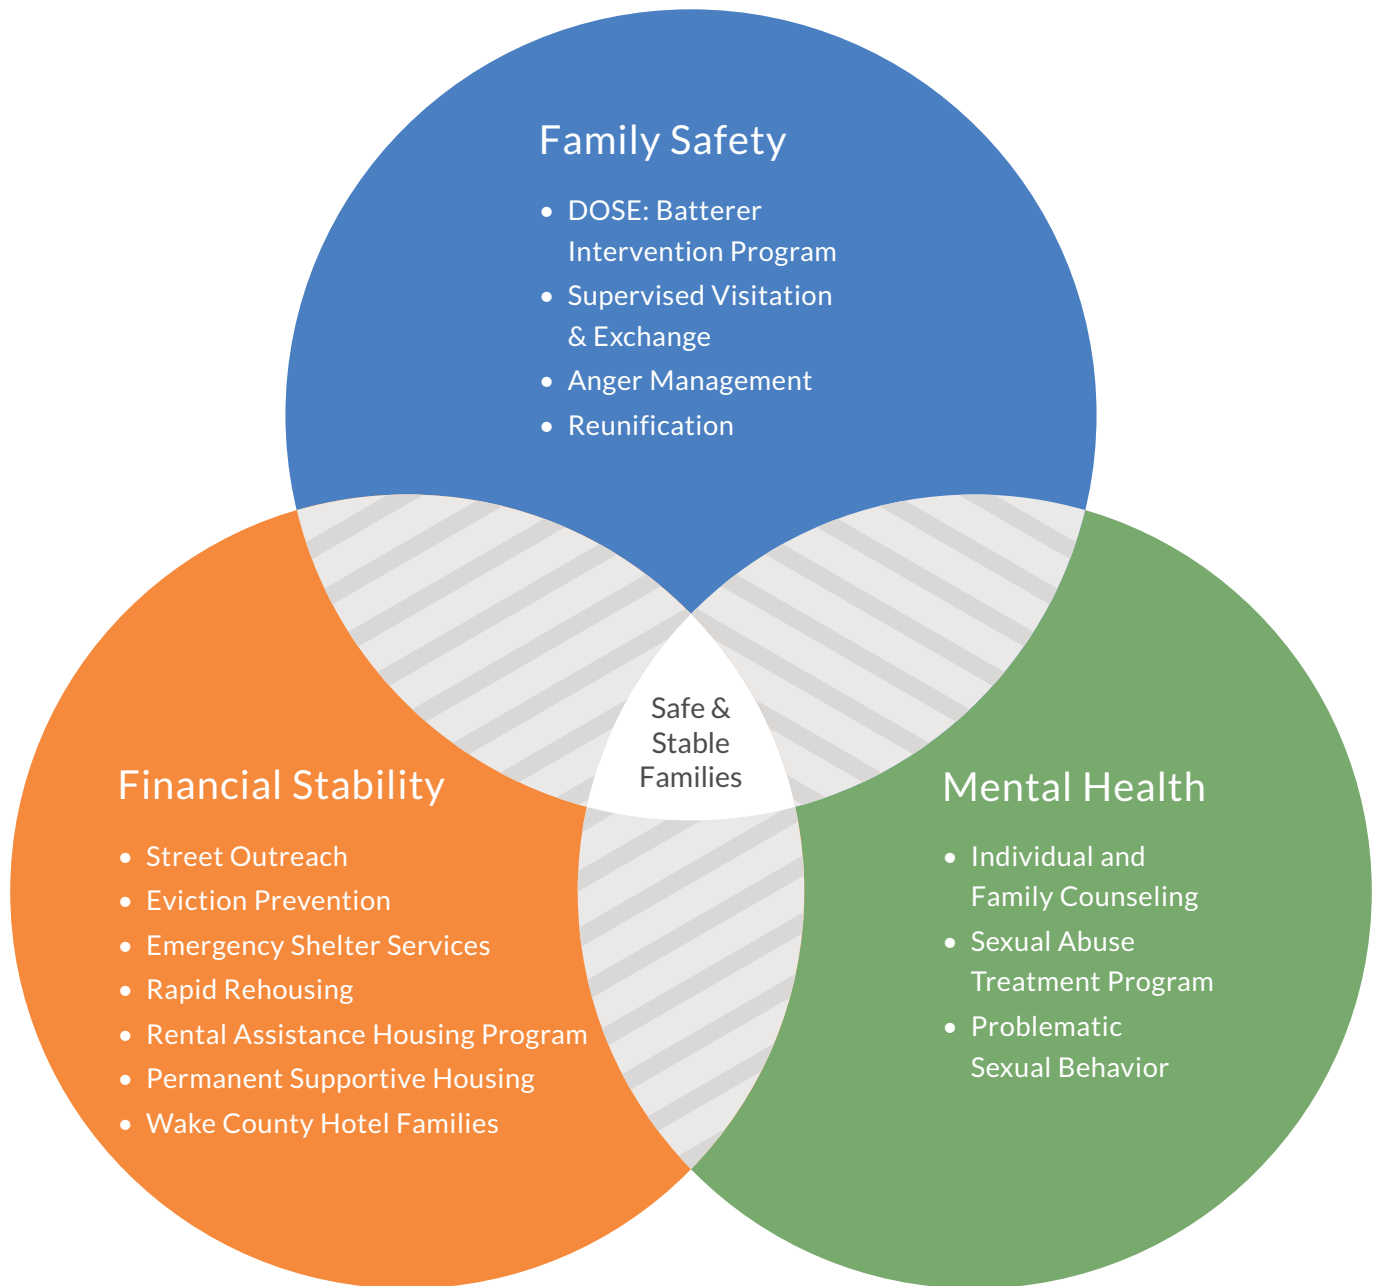 Family Safety
• DOSE: Batterer
Intervention Program
• Supervised Visitation
& Exchange
• Anger Management
• Reunification
Safe &
Stable
Families
Financial Stability
• Street Outreach
• Eviction Prevention
• Emergency Shelter Services
• Rapid Rehousing
• Rental Assistance Housing Program
• Permanent Supportive Housing
• Wake County Hotel Families
Mental Health
• Individual and
Family Counseling
• Sexual Abuse
Treatment Program
• Problematic
Sexual Behavior